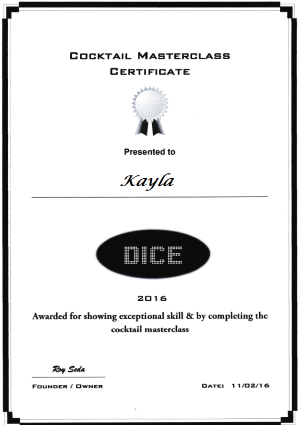 COCKTAIL MASTERCLASS
CERTIFICATE
Presented to
Kayla
DICE
2016
Awarded for showing exceptional skill & by completing the
cocktail masterclass
Roy Seda
FOUNDER / OWNER
DATE: 11/02/16